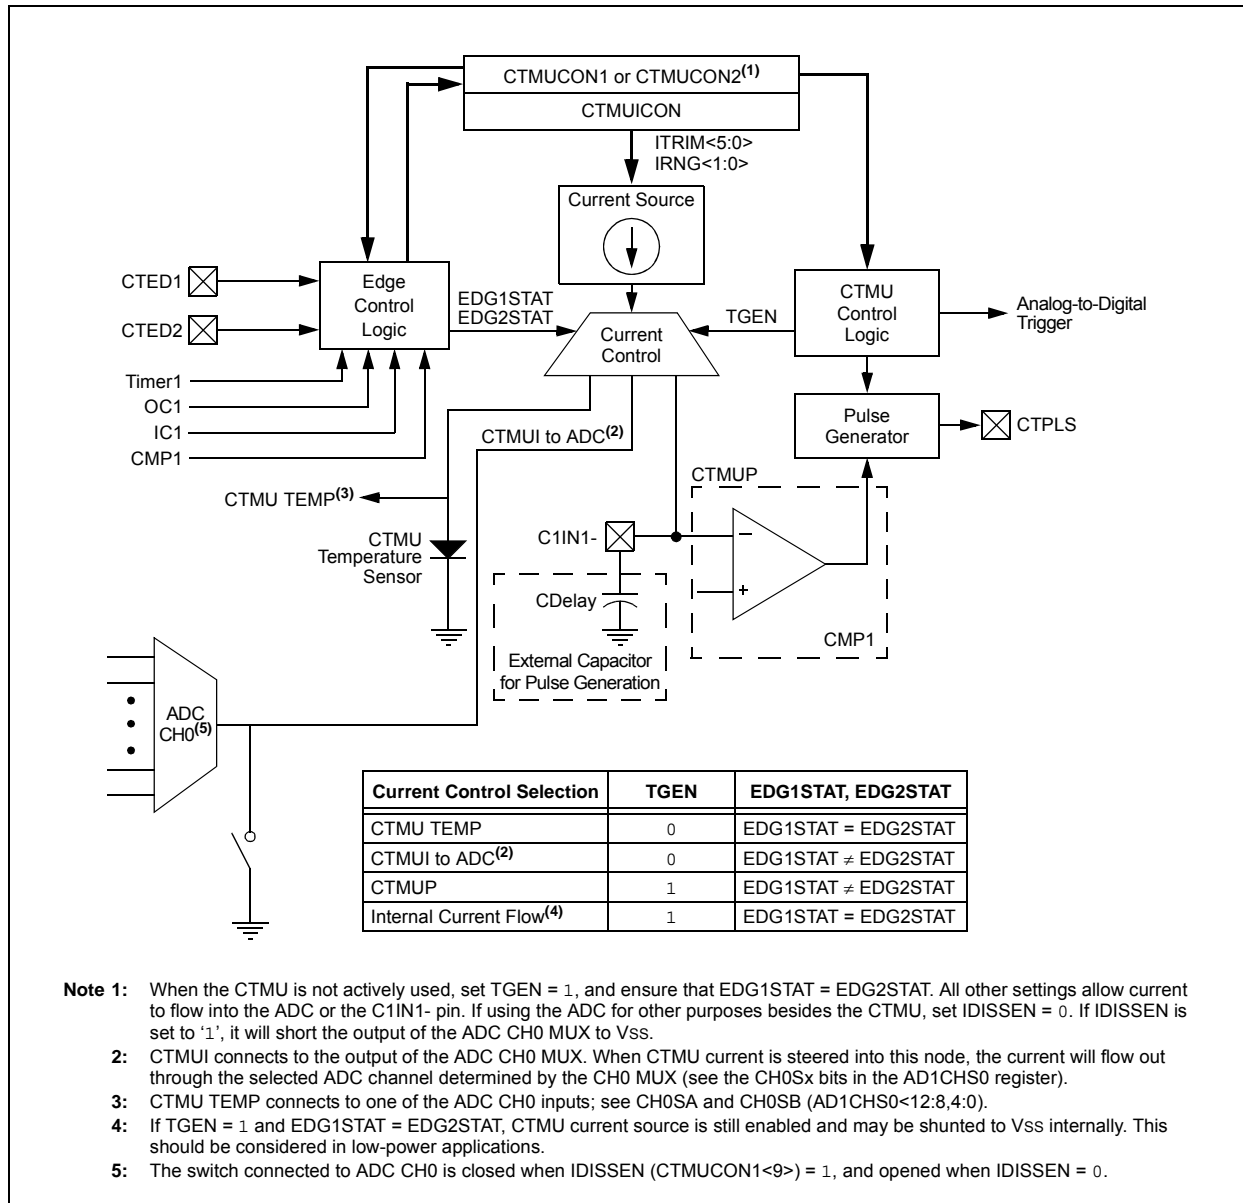 CTMUCON1 or CTMUCON2(1)
CTMUICON
ITRIM<5:0>
IRNG<1:0>
Current Source
CTED1
CTED2
Edge
Control
Logic
EDG1STAT
EDG2STAT
Current
Control
TGEN
CTMU
Control
Logic
Analog-to-Digital
Trigger
Timer1
OC1
IC1
CMP1
Pulse
Generator
CTPLS
CTMUI to ADC(2)
CTMUP
CTMU TEMP(3)
C1IN1-
–
+
CTMU
Temperature
Sensor
CDelay
CMP1
External Capacitor
for Pulse Generation
ADC
CH0(5)
Current Control Selection TGEN EDG1STAT, EDG2STAT
CTMU TEMP 0 EDG1STAT = EDG2STAT
CTMUI to ADC(2) 0 EDG1STAT ≠ EDG2STAT
CTMUP 1 EDG1STAT ≠ EDG2STAT
Internal Current Flow(4) 1 EDG1STAT = EDG2STAT
Note 1: When the CTMU is not actively used, set TGEN = 1, and ensure that EDG1STAT = EDG2STAT. All other settings allow current
to flow into the ADC or the C1IN1- pin. If using the ADC for other purposes besides the CTMU, set IDISSEN = 0. If IDISSEN is
set to ‘1’, it will short the output of the ADC CH0 MUX to VSS.
2: CTMUI connects to the output of the ADC CH0 MUX. When CTMU current is steered into this node, the current will flow out
through the selected ADC channel determined by the CH0 MUX (see the CH0Sx bits in the AD1CHS0 register).
3: CTMU TEMP connects to one of the ADC CH0 inputs; see CH0SA and CH0SB (AD1CHS0<12:8,4:0).
4: If TGEN = 1 and EDG1STAT = EDG2STAT, CTMU current source is still enabled and may be shunted to VSS internally. This
should be considered in low-power applications.
5: The switch connected to ADC CH0 is closed when IDISSEN (CTMUCON1<9>) = 1, and opened when IDISSEN = 0.